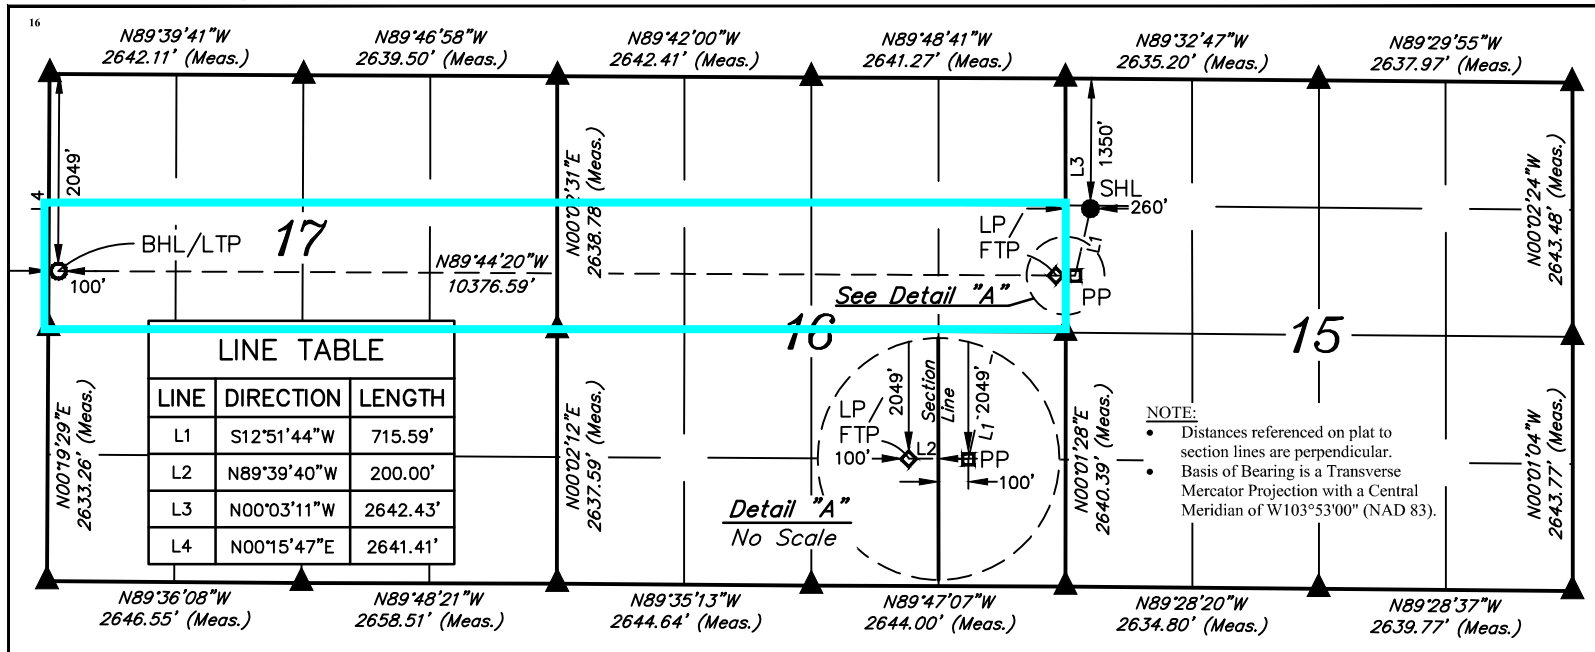 16
N89°39'41"W
2642.11' (Meas.)
N89°46'58"W
2639.50' (Meas.)
N89°42'00"W
2642.41' (Meas.)
N89°48'41"W
2641.27' (Meas.)
N89°32'47"W
2635.20' (Meas.)
N89°29'55"W
2637.97' (Meas.)
2049'
4
N00°02'31"E
2638.78' (Meas.)
L3
1350'
SHL
260'
N00°02'24"W
2643.48' (Meas.)
BHL/LTP
17
100'
N89°44'20"W
10376.59'
LP/
FTP
L1
PP
See Detail "A"
16
15
LINE TABLE
LINE DIRECTION LENGTH
L1 S12°51'44"W 715.59'
L2 N89°39'40"W 200.00'
L3 N00°03'11"W 2642.43'
L4 N00°15'47"E 2641.41'
N00°19'29"E
2633.26' (Meas.)
N00°02'12"E
2637.59' (Meas.)
2049'
Section
Line
2049'
L1
LP/
FTP
100'
L2
PP
100'
Detail "A"
No Scale
N00°01'28"E
2640.39' (Meas.)
NOTE:
• Distances referenced on plat to
section lines are perpendicular.
• Basis of Bearing is a Transverse
Mercator Projection with a Central
Meridian of W103°53'00" (NAD 83).
N00°01'04"W
2643.77' (Meas.)
N89°36'08"W
2646.55' (Meas.)
N89°48'21"W
2658.51' (Meas.)
N89°35'13"W
2644.64' (Meas.)
N89°47'07"W
2644.00' (Meas.)
N89°28'20"W
2634.80' (Meas.)
N89°28'37"W
2639.77' (Meas.)